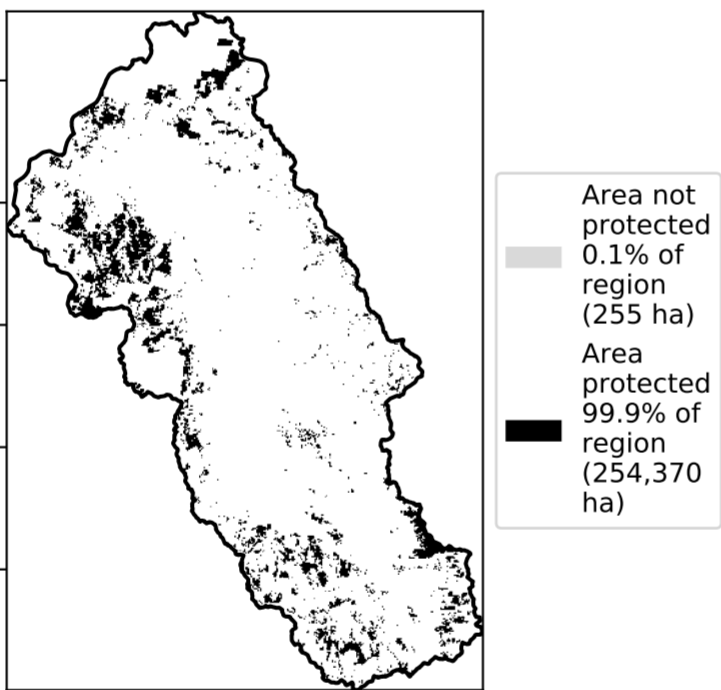 Area not
protected
0.1% of
region
(255 ha)
Area
protected
99.9% of
region
(254,370
ha)